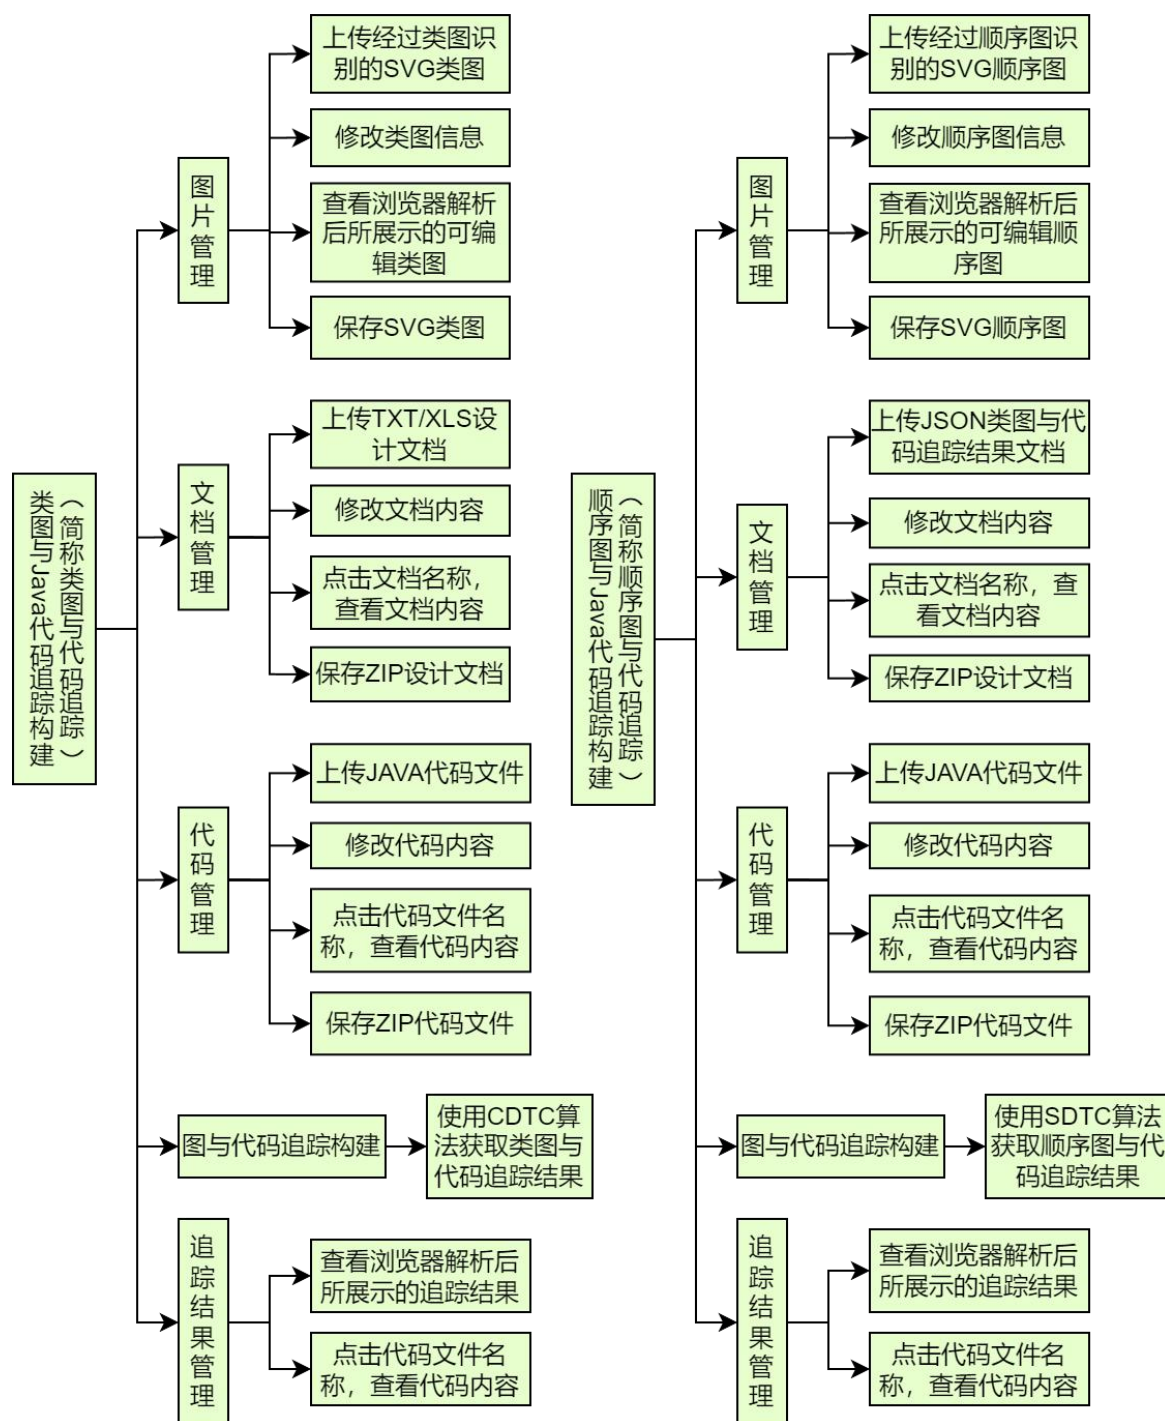 类图与Java代码追踪构建
（简称类图与代码追踪）
图片管理
上传经过类图识
别的SVG类图
修改类图信息
查看浏览器解析
后所展示的可编
辑类图
保存SVG类图
文档管理
上传TXT/XLS设
计文档
修改文档内容
点击文档名称，
查看文档内容
保存ZIP设计文档
代码管理
上传JAVA代码文件
修改代码内容
点击代码文件名
称，查看代码内容
保存ZIP代码文件
图与代码追踪构建
使用CDTC算
法获取类图与
代码追踪结果
追踪结果管理
查看浏览器解析后
所展示的追踪结果
点击代码文件名
称，查看代码内容
顺序图与Java代码追踪构建
（简称顺序图与代码追踪）
图片管理
上传经过顺序图识
别的SVG顺序图
修改顺序图信息
查看浏览器解析后
所展示的可编辑顺
序图
保存SVG顺序图
文档管理
上传JSON类图与代
码追踪结果文档
修改文档内容
点击文档名称，查
看文档内容
保存ZIP设计文档
代码管理
上传JAVA代码文件
修改代码内容
点击代码文件名
称，查看代码内容
保存ZIP代码文件
图与代码追踪构建
使用SDTC算法
获取顺序图与代
码追踪结果
追踪结果管理
查看浏览器解析后
所展示的追踪结果
点击代码文件名
称，查看代码内容